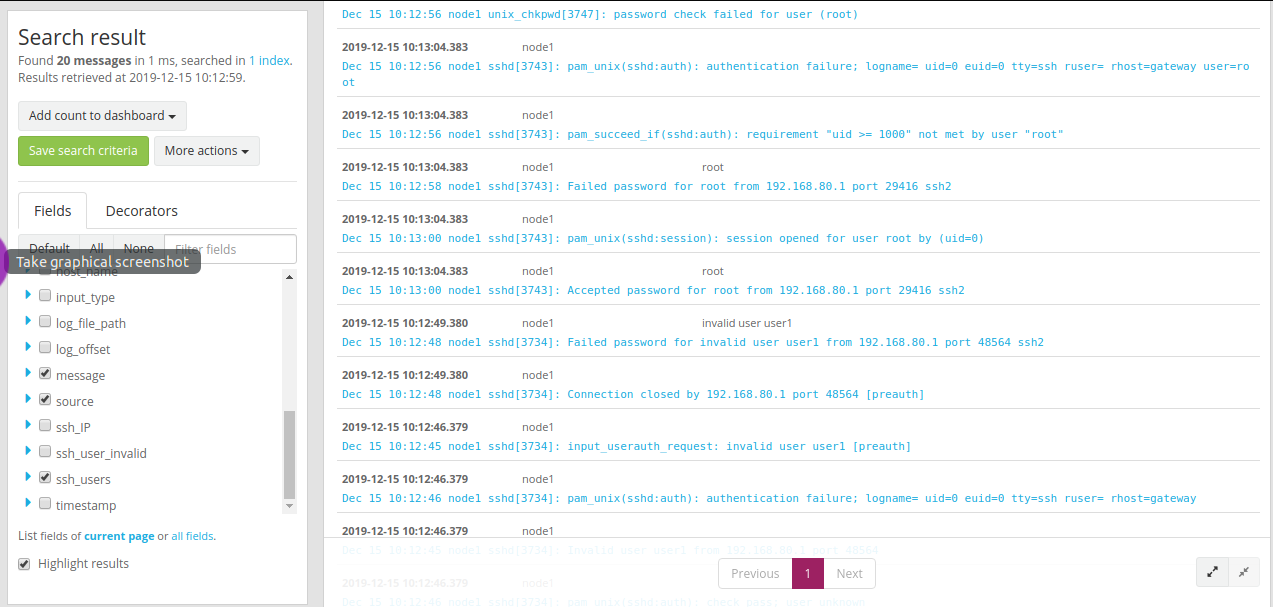 Search result
Found 20 messages in 1 ms, searched in 1 index.
Results retrieved at 2019-12-15 10:12:59.
Add count to dashboard
Save search criteria
More actions
Fields
Decorators
Default
All
None
Filter fields
Take graphical screenshot
host_name
input_type
log_file_path
log_offset
message
source
ssh_IP
ssh_user_invalid
ssh_users
timestamp
List fields of current page or all fields.
Highlight results
Dec 15 10:12:56 node1 unix_chkpwd[3747]: password check failed for user (root)
2019-12-15 10:13:04.383 node1
Dec 15 10:12:56 node1 sshd[3743]: pam_unix(sshd:auth): authentication failure; logname= uid=0 euid=0 tty=ssh ruser= rhost=gateway user=ro
ot
2019-12-15 10:13:04.383 node1
Dec 15 10:12:56 node1 sshd[3743]: pam_succeed_if(sshd:auth): requirement "uid >= 1000" not met by user "root"
2019-12-15 10:13:04.383 node1 root
Dec 15 10:12:58 node1 sshd[3743]: Failed password for root from 192.168.80.1 port 29416 ssh2
2019-12-15 10:13:04.383 node1
Dec 15 10:13:00 node1 sshd[3743]: pam_unix(sshd:session): session opened for user root by (uid=0)
2019-12-15 10:13:04.383 node1 root
Dec 15 10:13:00 node1 sshd[3743]: Accepted password for root from 192.168.80.1 port 29416 ssh2
2019-12-15 10:12:49.380 node1 invalid user user1
Dec 15 10:12:48 node1 sshd[3734]: Failed password for invalid user user1 from 192.168.80.1 port 48564 ssh2
2019-12-15 10:12:49.380 node1
Dec 15 10:12:48 node1 sshd[3734]: Connection closed by 192.168.80.1 port 48564 [preauth]
2019-12-15 10:12:46.379 node1
Dec 15 10:12:45 node1 sshd[3734]: input_userauth_request: invalid user user1 [preauth]
2019-12-15 10:12:46.379 node1
Dec 15 10:12:46 node1 sshd[3734]: pam_unix(sshd:auth): authentication failure; logname= uid=0 euid=0 tty=ssh ruser= rhost=gateway
2019-12-15 10:12:46.379 node1
Dec 15 10:12:45 node1 sshd[3734]: Invalid user user1 from 192.168.80.1 port 48564
2019-12-15 10:12:46.379 node1
Dec 15 10:12:46 node1 sshd[3734]: pam_unix(sshd:auth): check pass; user unknown
Previous
1
Next